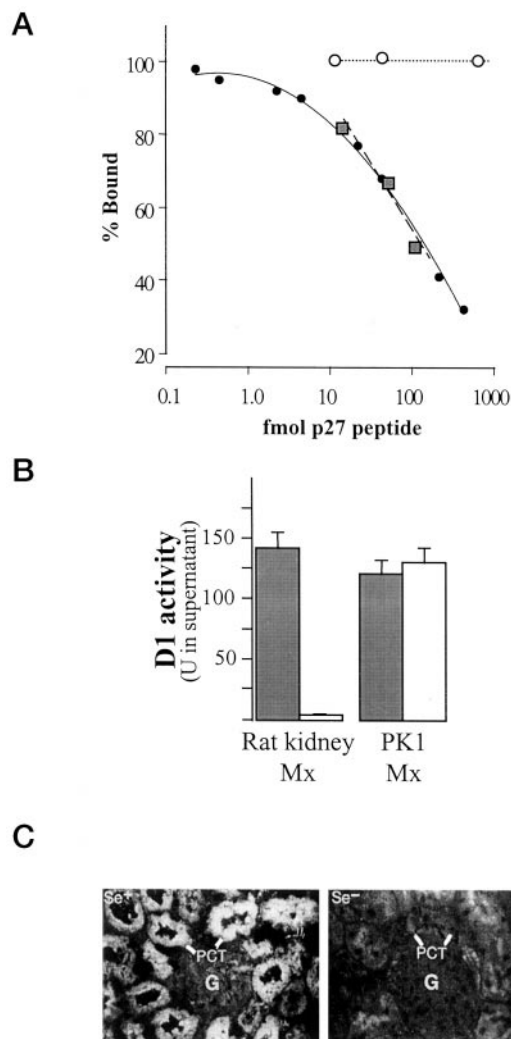 A
% Bound
100
80
60
40
20
0.1 1.0 10 100 1000
fmol p27 peptide
B
D1 activity
(U in supernatant)
150
100
50
Rat kidney PK1
Mx Mx
C
Se+ Se−
PCT PCT
G G